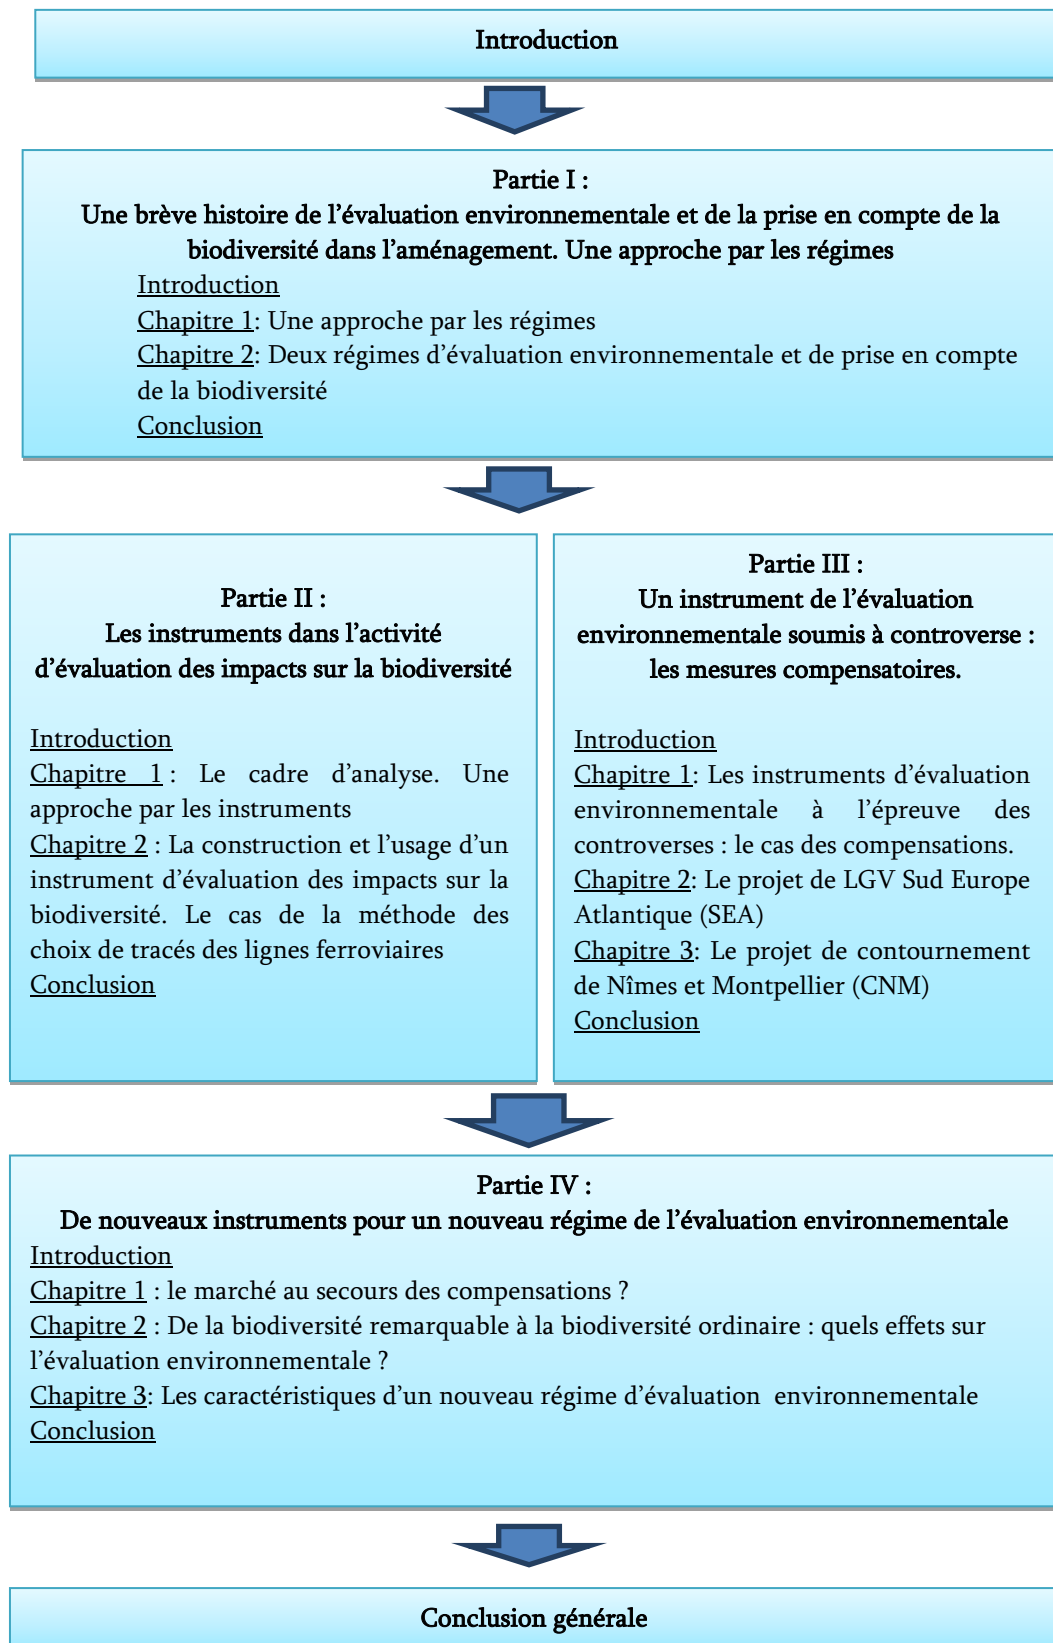 Introduction
Partie I :
Une brève histoire de l’évaluation environnementale et de la prise en compte de la
biodiversité dans l’aménagement. Une approche par les régimes
Introduction
Chapitre 1: Une approche par les régimes
Chapitre 2: Deux régimes d’évaluation environnementale et de prise en compte
de la biodiversité
Conclusion
Partie II :
Les instruments dans l’activité
d’évaluation des impacts sur la biodiversité
Introduction
Chapitre 1 : Le cadre d’analyse. Une
approche par les instruments
Chapitre 2 : La construction et l’usage d’un
instrument d’évaluation des impacts sur la
biodiversité. Le cas de la méthode des
choix de tracés des lignes ferroviaires
Conclusion
Partie III :
Un instrument de l’évaluation
environnementale soumis à controverse :
les mesures compensatoires.
Introduction
Chapitre 1: Les instruments d’évaluation
environnementale à l’épreuve des
controverses : le cas des compensations.
Chapitre 2: Le projet de LGV Sud Europe
Atlantique (SEA)
Chapitre 3: Le projet de contournement
de Nîmes et Montpellier (CNM)
Conclusion
Partie IV :
De nouveaux instruments pour un nouveau régime de l’évaluation environnementale
Introduction
Chapitre 1 : le marché au secours des compensations ?
Chapitre 2 : De la biodiversité remarquable à la biodiversité ordinaire : quels effets sur
l’évaluation environnementale ?
Chapitre 3: Les caractéristiques d’un nouveau régime d’évaluation environnementale
Conclusion
Conclusion générale